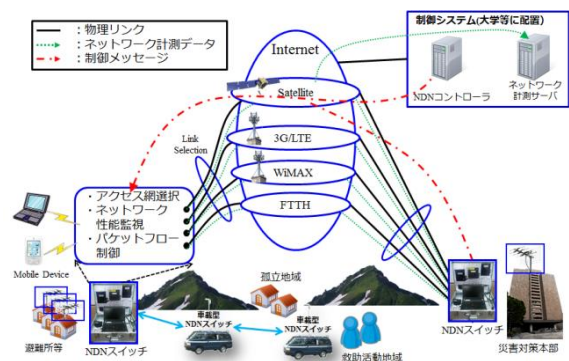 ：物理リンク
：ネットワーク計測データ
：制御メッセージ
Internet
Satellite
3G/LTE
WiMAX
FTTH
Link
Selection
制御システム(大学等に配置)
NDNコントローラ
ネットワーク
計測サーバ
・アクセス網選択
・ネットワーク
性能監視
・パケットフロー
制御
Mobile Device
避難所等
NDNスイッチ
車載型
NDNスイッチ
孤立地域
車載型
NDNスイッチ
救助活動地域
NDNスイッチ
災害対策本部